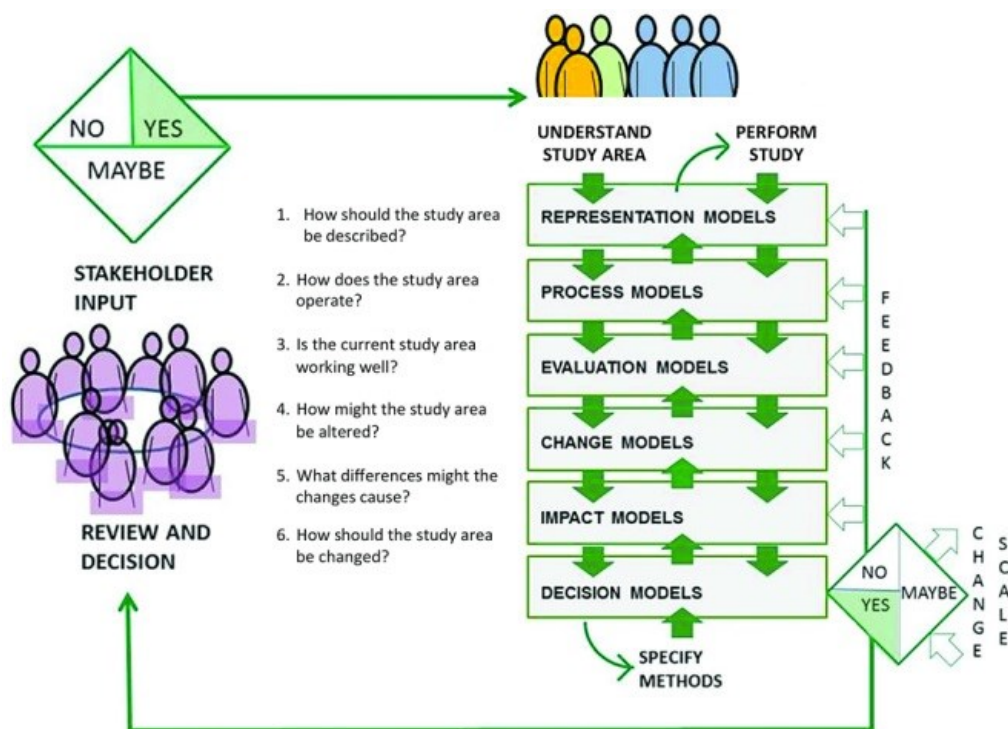 NO
YES
MAYBE
STAKEHOLDER
INPUT
REVIEW AND
DECISION
1. How should the study area
be described?
2. How does the study area
operate?
3. Is the current study area
working well?
4. How might the study area
be altered?
5. What differences might the
changes cause?
6. How should the study area
be changed?
UNDERSTAND
STUDY AREA
PERFORM
STUDY
REPRESENTATION MODELS
PROCESS MODELS
EVALUATION MODELS
CHANGE MODELS
IMPACT MODELS
DECISION MODELS
SPECIFY
METHODS
FEEDBACK
NO
YES
MAYBE
CHANGE
SCALE